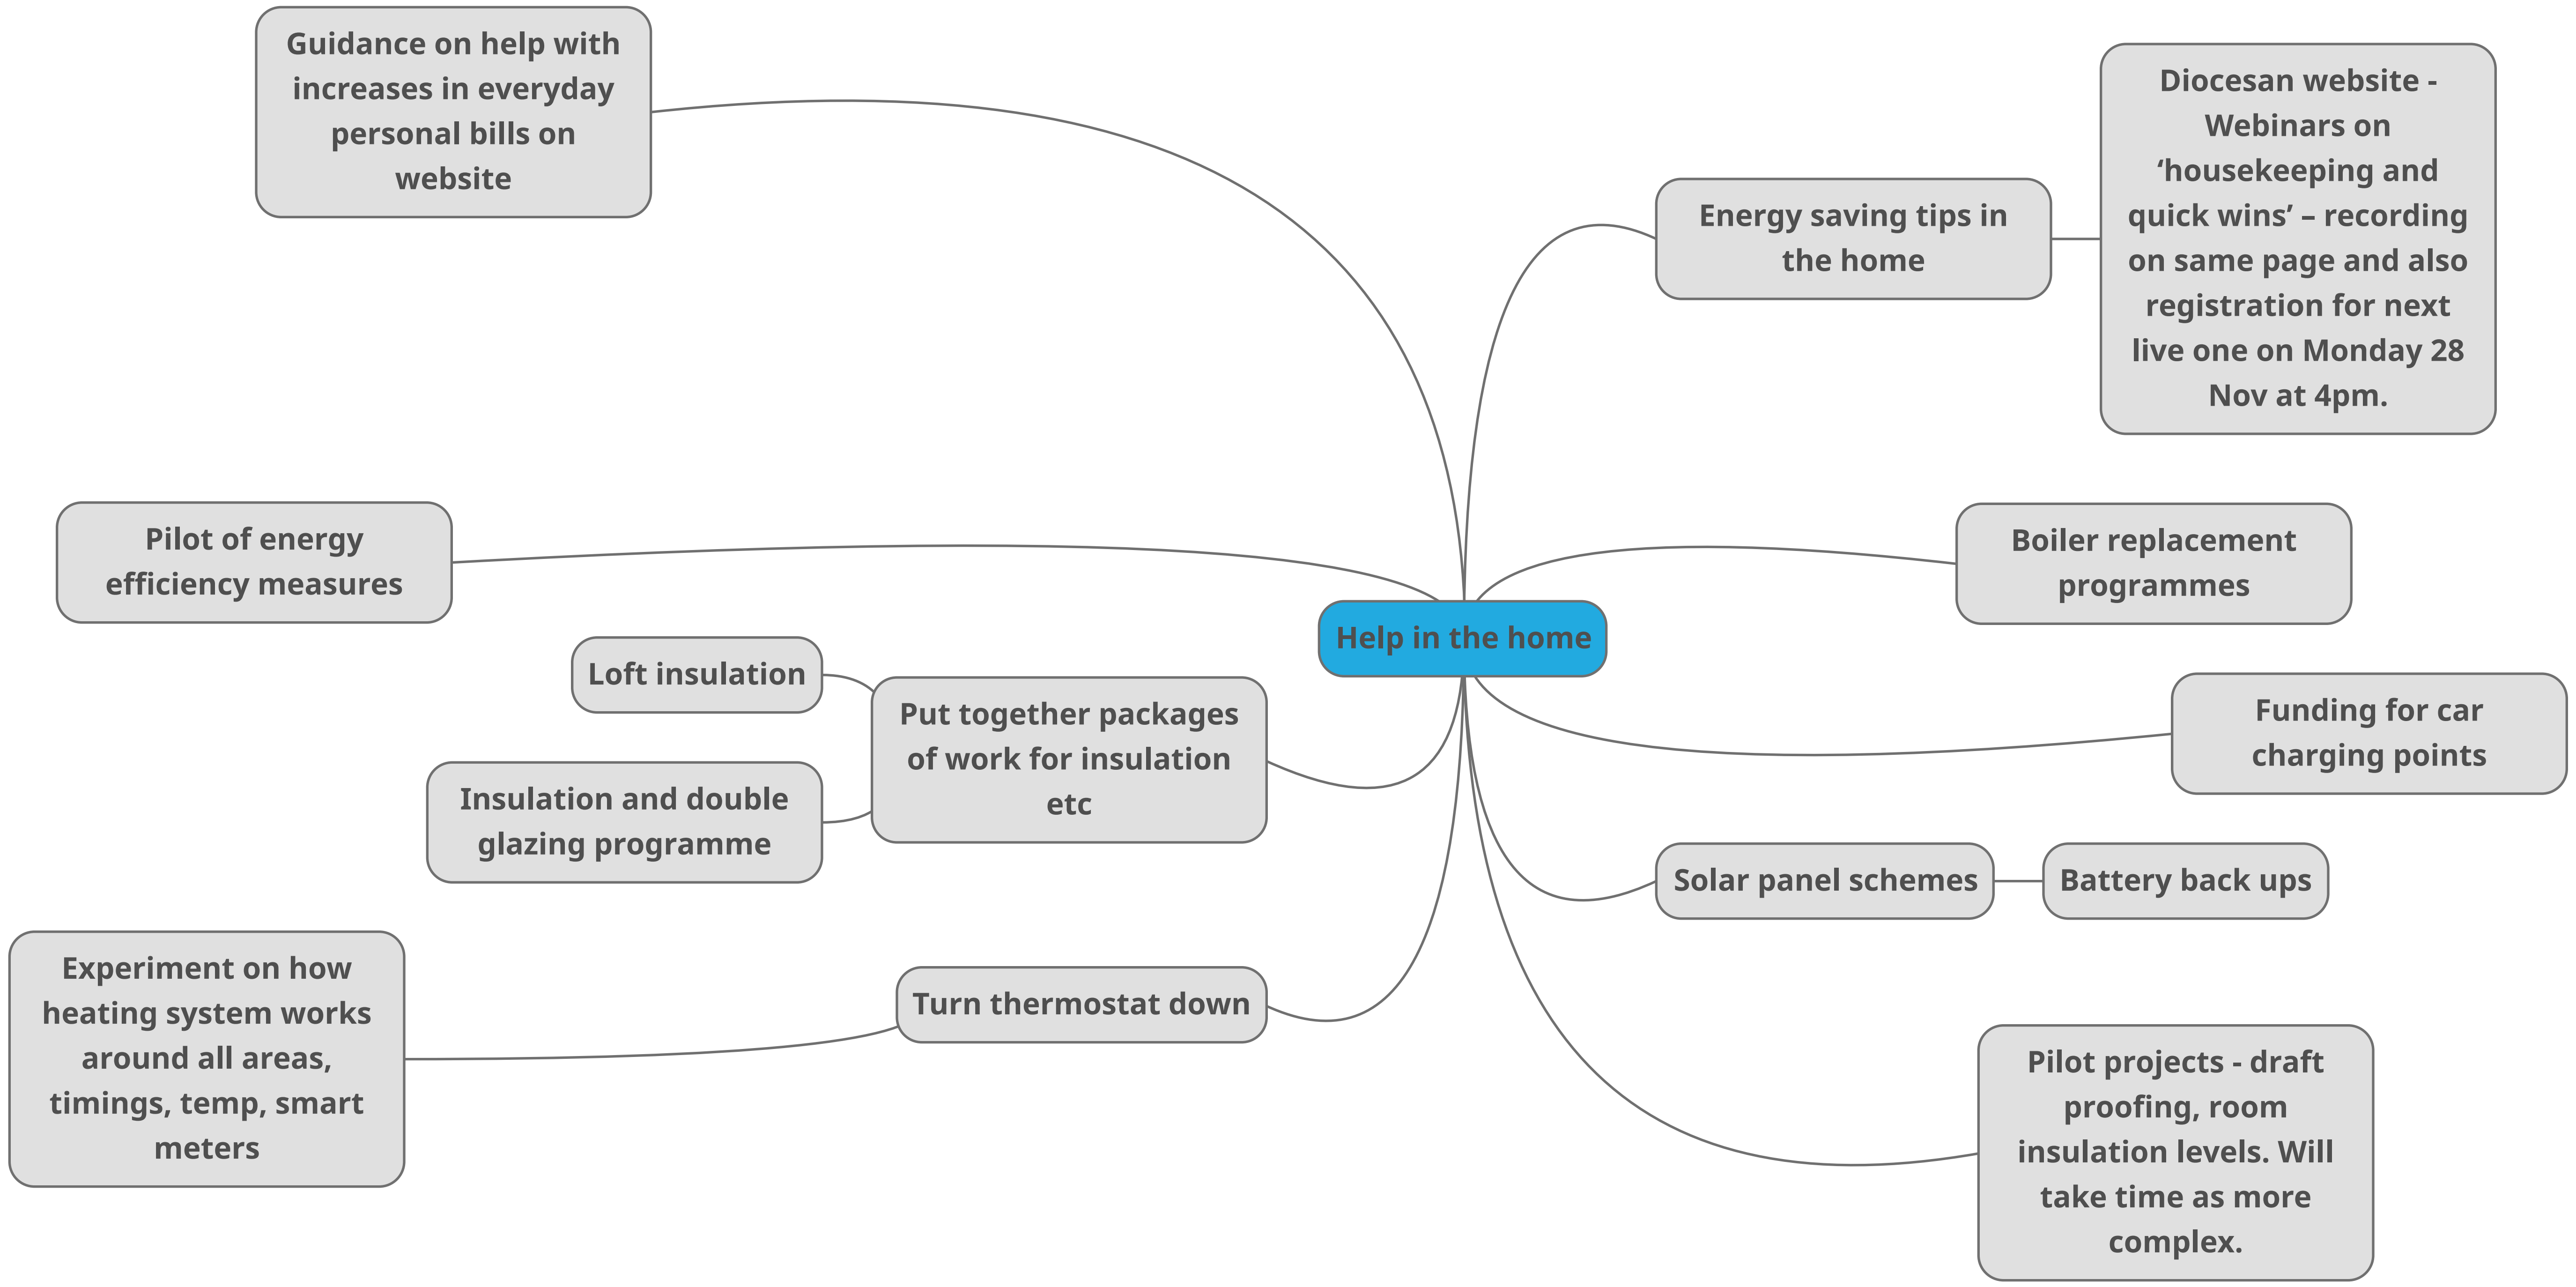 Guidance on help with
increases in everyday
personal bills on
website
Diocesan website -
Webinars on
‘housekeeping and
quick wins’ – recording
on same page and also
registration for next
live one on Monday 28
Nov at 4pm.
Energy saving tips in
the home
Pilot of energy
efficiency measures
Boiler replacement
programmes
Help in the home
Loft insulation
Put together packages
of work for insulation
etc
Insulation and double
glazing programme
Funding for car
charging points
Solar panel schemes
Battery back ups
Experiment on how
heating system works
around all areas,
timings, temp, smart
meters
Turn thermostat down
Pilot projects - draft
proofing, room
insulation levels. Will
take time as more
complex.